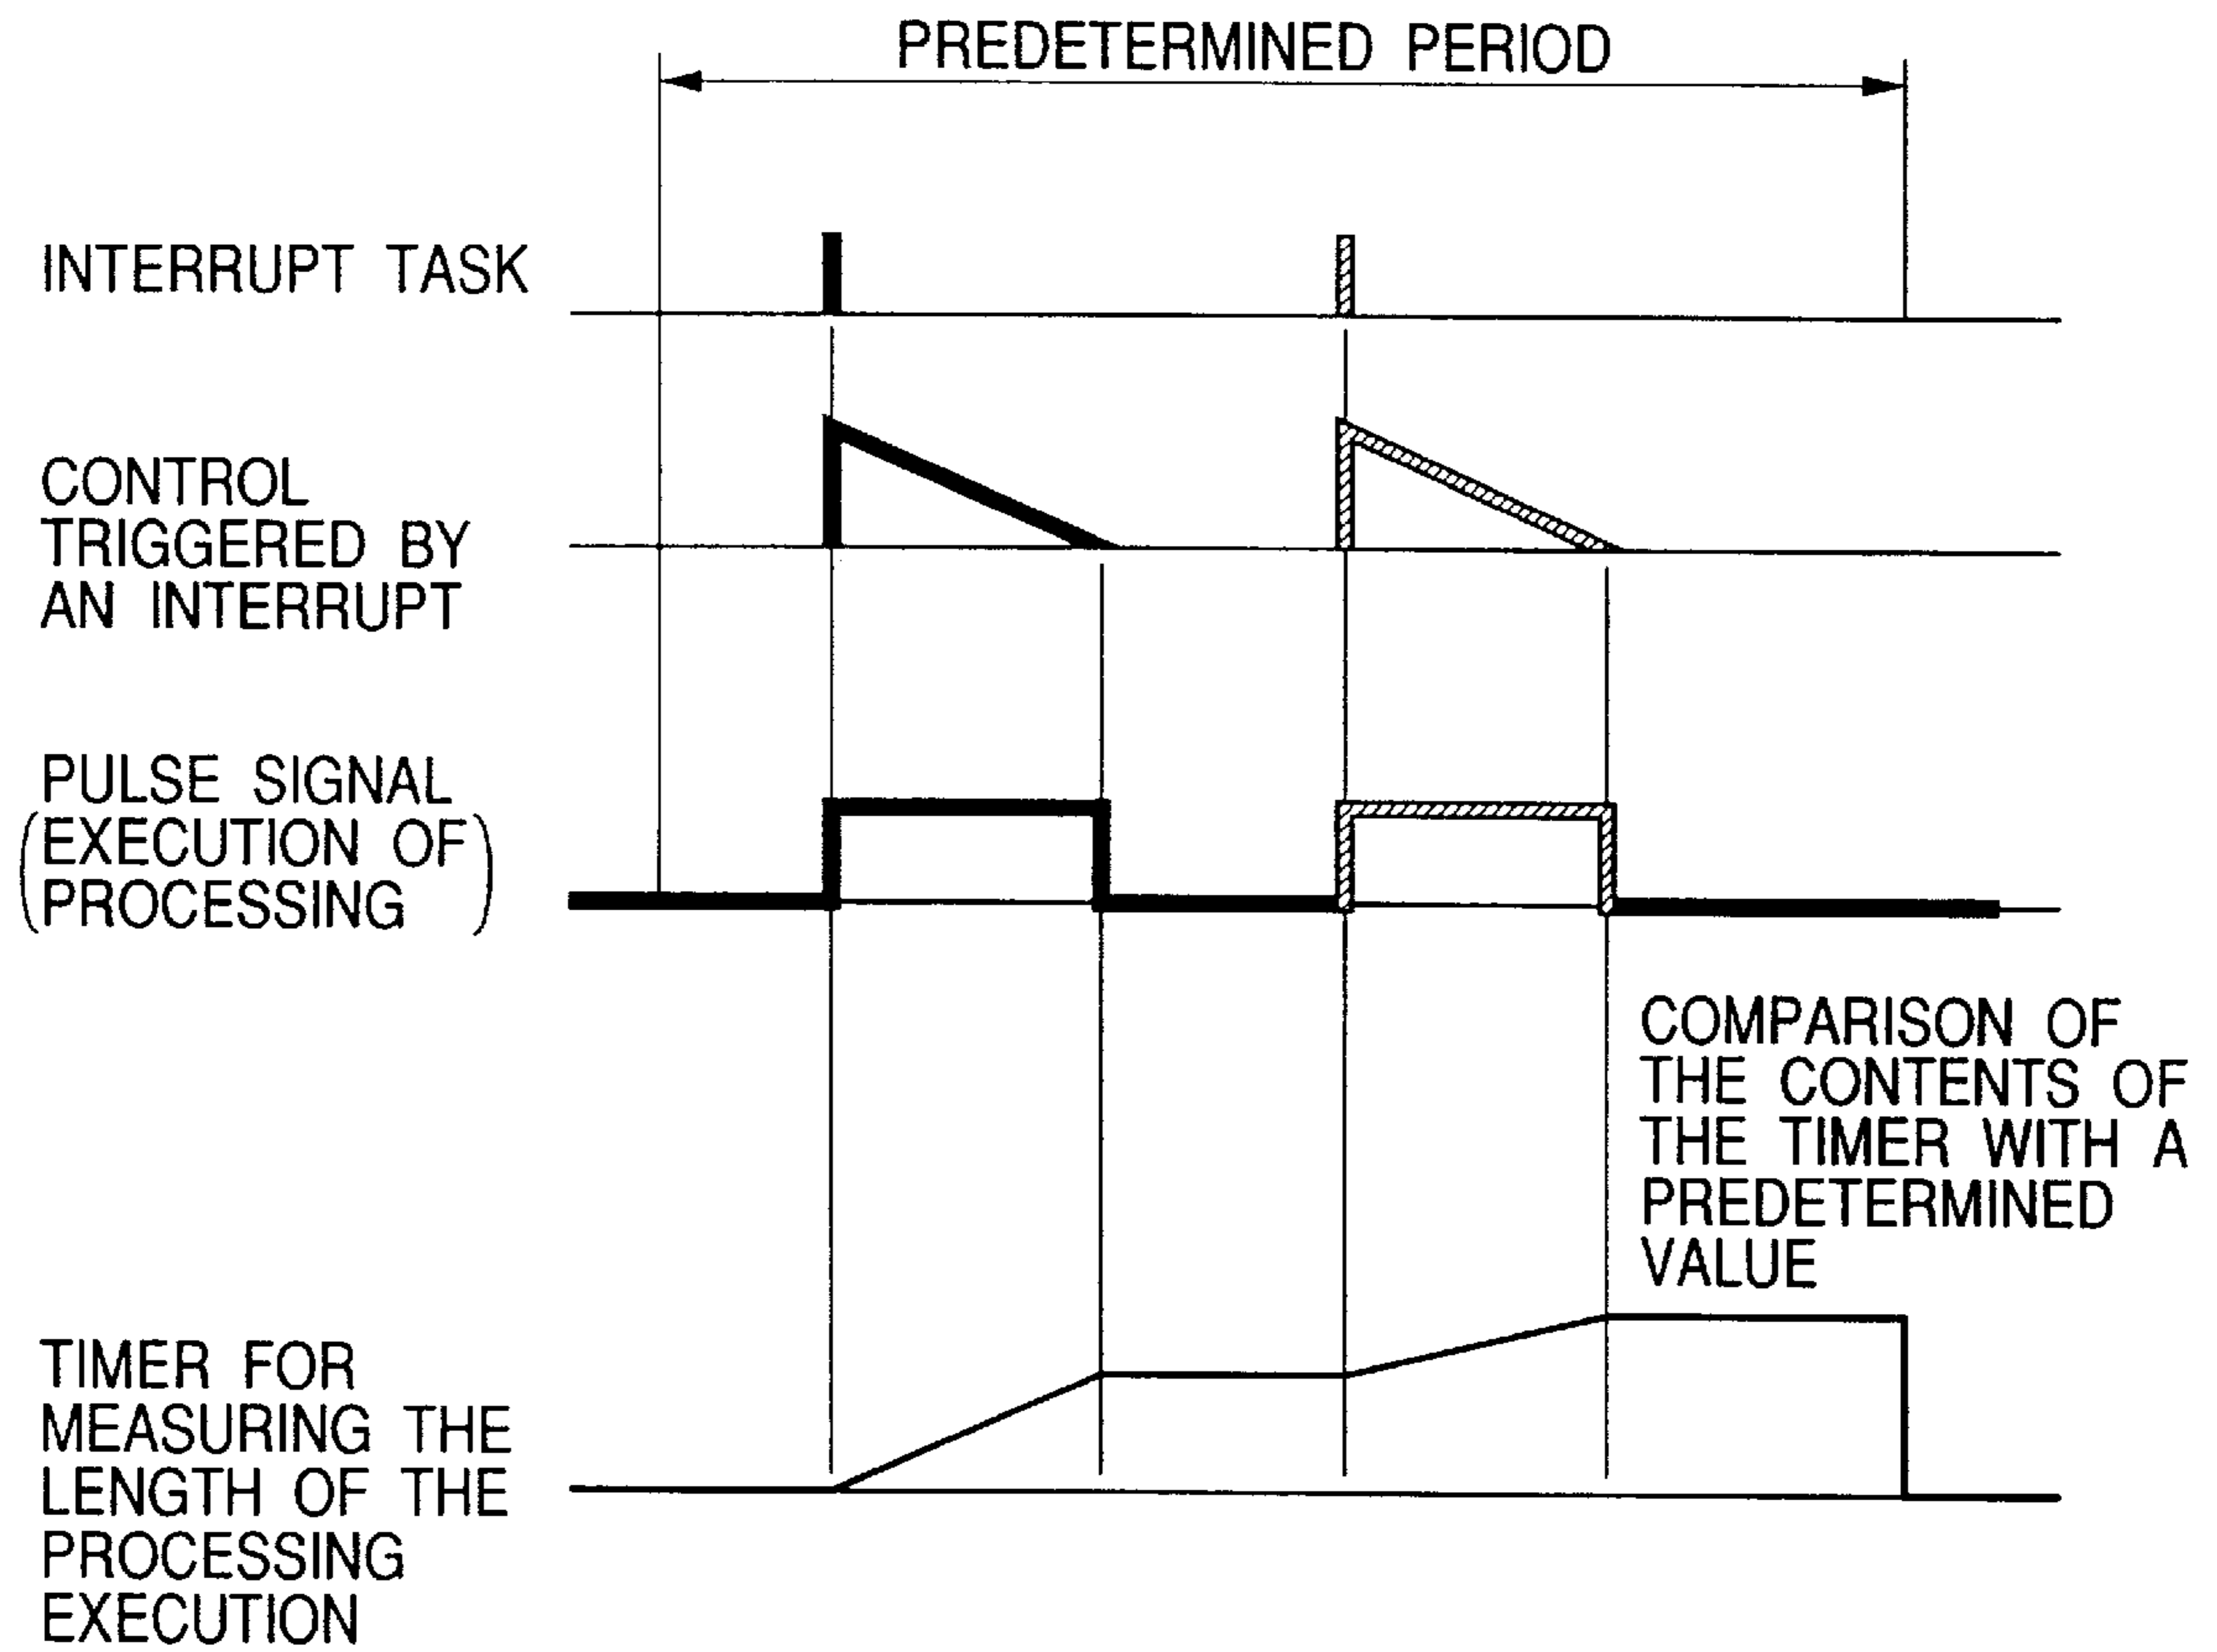 PREDETERMINED PERIOD
INTERRUPT TASK
CONTROL
TRIGGERED BY
AN INTERRUPT
PULSE SIGNAL
(EXECUTION OF
PROCESSING)
COMPARISON OF
THE CONTENTS OF
THE TIMER WITH A
PREDETERMINED
VALUE
TIMER FOR
MEASURING THE
LENGTH OF THE
PROCESSING
EXECUTION